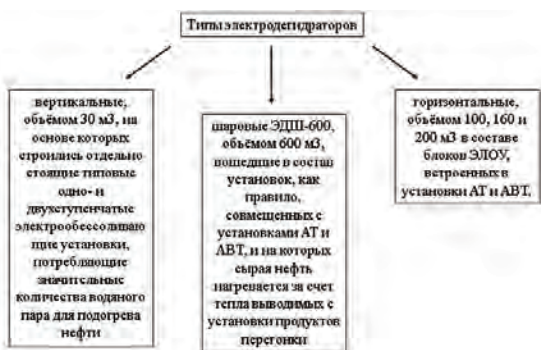 Типы электродегидраторов
вертикальные,
объёмом 30 м3, на
основе которых
строились отдельно
стоящие типовые
одно- и
двухступенчатые
электрообессоливаю
щие установки,
потребляющие
значительные
количества водяного
пара для подогрева
нефти
шаровые ЭДШ-600,
объёмом 600 м3,
вошедшие в состав
установок, как
правило,
совмещенных с
установками АТ и
АВТ, и на которых
сырая нефть
нагревается за счет
тепла выводимых с
установки продуктов
перегонки
горизонтальные,
объёмом 100, 160 и
200 м3 в составе
блоков ЭЛОУ,
встроенных в
установки АТ и АВТ.